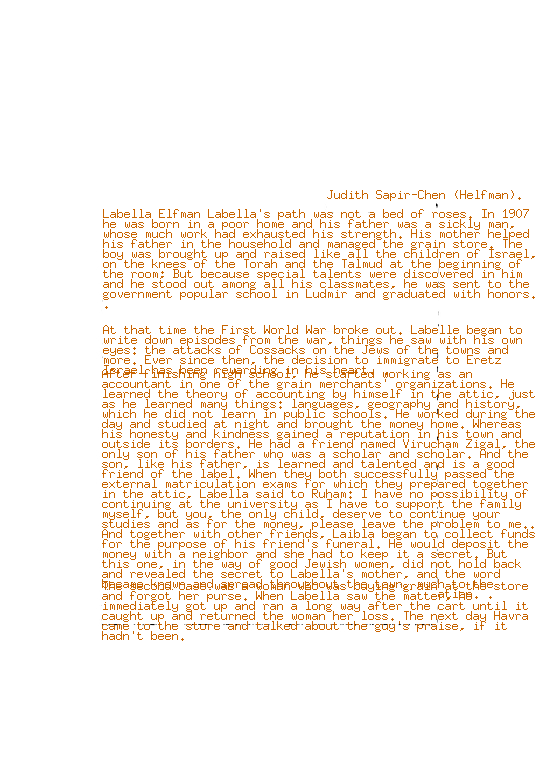 Judith Sapir-Chen (Helfman).
Labella Elfman Labella's path was not a bed of roses. In 1907
he was born in a poor home and his father was a sickly man,
whose much work had exhausted his strength. His mother helped
his father in the household and managed the grain store. The
boy was brought up and raised like all the children of Israel,
on the knees of the Torah and the Talmud at the beginning of
the room; But because special talents were discovered in him
and he stood out among all his classmates, he was sent to the
government popular school in Ludmir and graduated with honors.
.
At that time the First World War broke out. Labelle began to
write down episodes from the war, things he saw with his own
eyes: the attacks of Cossacks on the Jews of the towns and
more. Ever since then, the decision to immigrate to Eretz
Israel has been rewarding in his heart. .
After finishing high school, he started working as an
accountant in one of the grain merchants' organizations. He
learned the theory of accounting by himself in the attic, just
as he learned many things: languages, geography and history,
which he did not learn in public schools. He worked during the
day and studied at night and brought the money home. Whereas
his honesty and kindness gained a reputation in his town and
outside its borders. He had a friend named Virucham Zigal, the
only son of his father who was a scholar and scholar. And the
son, like his father, is learned and talented and is a good
friend of the label. When they both successfully passed the
external matriculation exams for which they prepared together
in the attic, Labella said to Ruham: I have no possibility of
continuing at the university as I have to support the family
myself, but you, the only child, deserve to continue your
studies and as for the money, please leave the problem to me..
And together with other friends, Laibla began to collect funds
for the purpose of his friend's funeral. He would deposit the
money with a neighbor and she had to keep it a secret. But
this one, in the way of good Jewish women, did not hold back
and revealed the secret to Labella's mother, and the word
became known and spread throughout the town,
The second case was a woman who was buying grain at the store
and forgot her purse. When Labella saw the matter, he
immediately got up and ran a long way after the cart until it
caught up and returned the woman her loss. The next day Havra
came to the store and talked about the guy's praise, if it
hadn't been.